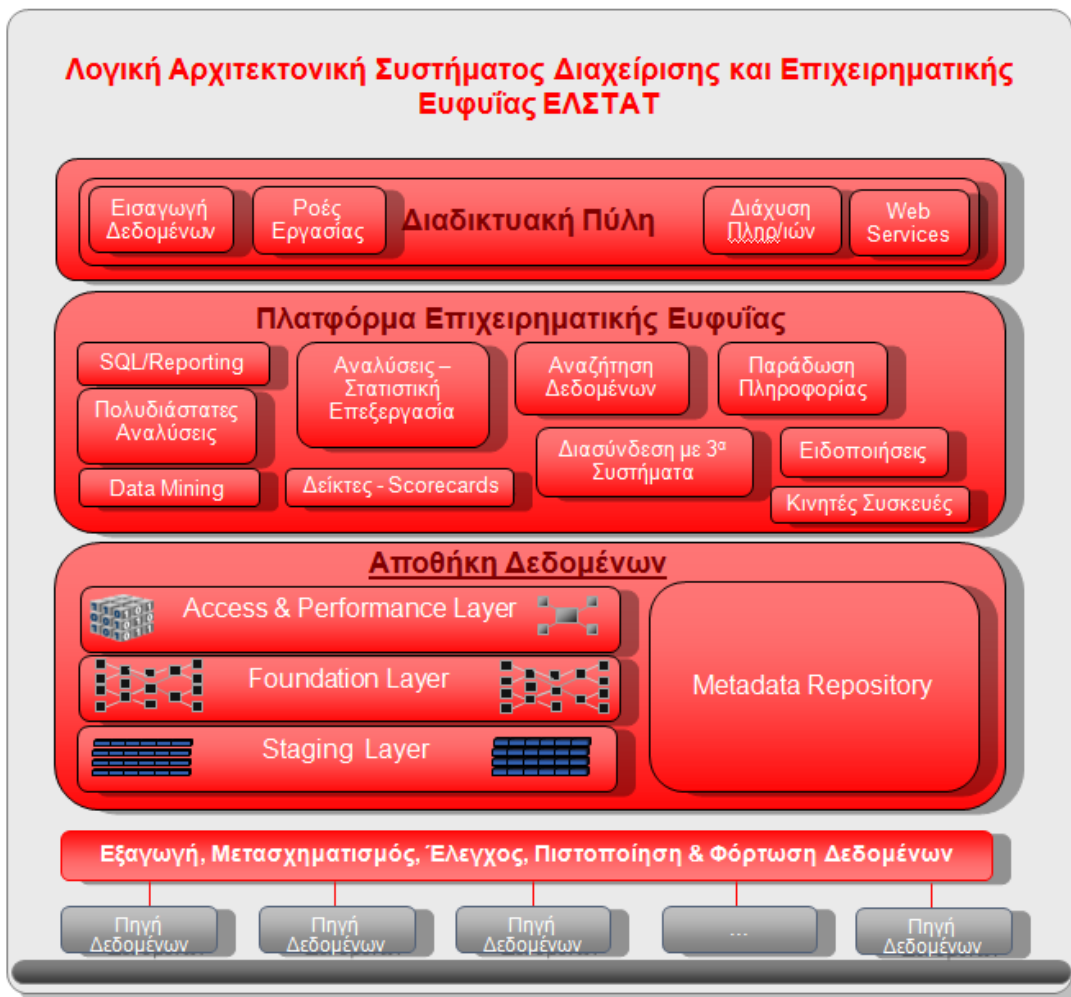 Λογική Αρχιτεκτονική Συστήματος Διαχείρισης και Επιχειρηματικής
Ευφυΐας ΕΛΣΤΑΤ
Εισαγωγή
Δεδομένων
Ροές
Εργασίας
Διαδικτυακή Πύλη
Διάχυση
Πληρ/ιών
Web
Services
Πλατφόρμα Επιχειρηματικής Ευφυΐας
SQL/Reporting
Αναλύσεις –
Στατιστική
Επεξεργασία
Αναζήτηση
Δεδομένων
Παράδωση
Πληροφορίας
Πολυδιάστατες
Αναλύσεις
Διασύνδεση με 3α
Συστήματα
Ειδοποιήσεις
Data Mining
Δείκτες - Scorecards
Κινητές Συσκευές
Αποθήκη Δεδομένων
Access & Performance Layer
Foundation Layer
Staging Layer
Metadata Repository
Εξαγωγή, Μετασχηματισμός, Έλεγχος, Πιστοποίηση & Φόρτωση Δεδομένων
Πηγή
Δεδομένων
Πηγή
Δεδομένων
Πηγή
Δεδομένων
...
Πηγή
Δεδομένων